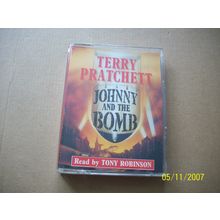 TERRY
PRATCHETT
JOHNNY
AND THE
BOMB
Read by TONY ROBINSON
05/11/2007